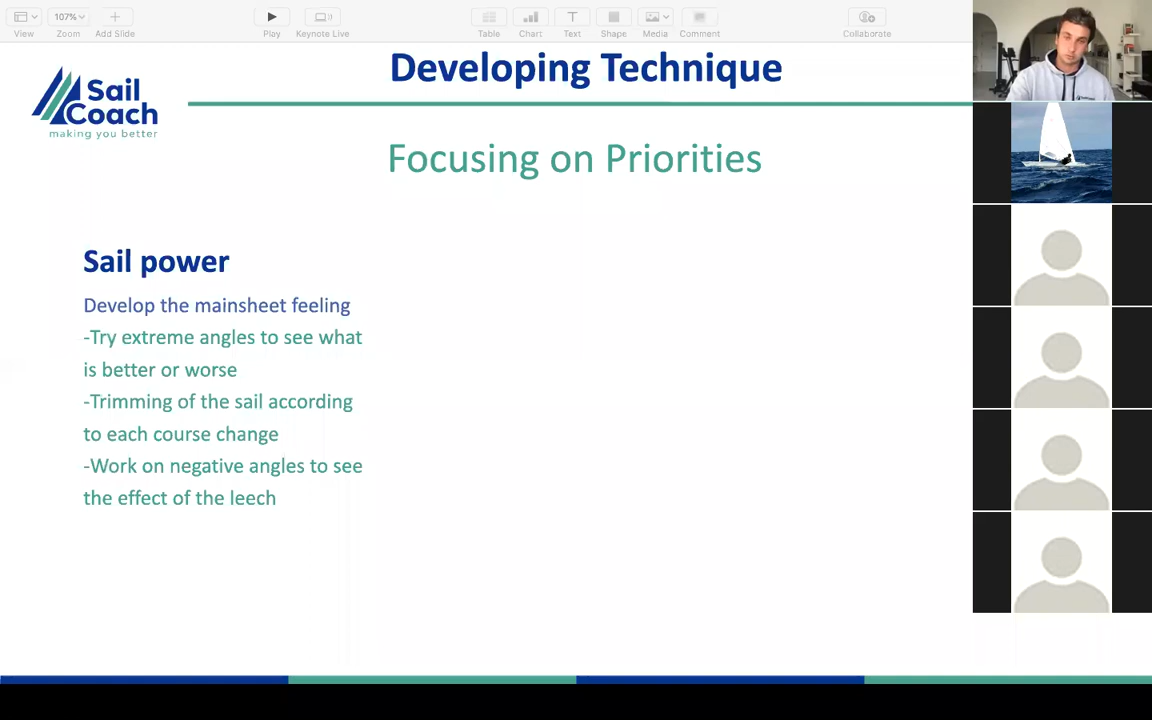 107%
View
Zoom
Add Slide
Play
Keynote Live
Table
Chart
Text
Shape
Media
Comment
Collaborate
Developing Technique
Sail
Coach
making you better
Focusing on Priorities
Sail power
Develop the mainsheet feeling
-Try extreme angles to see what
is better or worse
-Trimming of the sail according
to each course change
-Work on negative angles to see
the effect of the leech